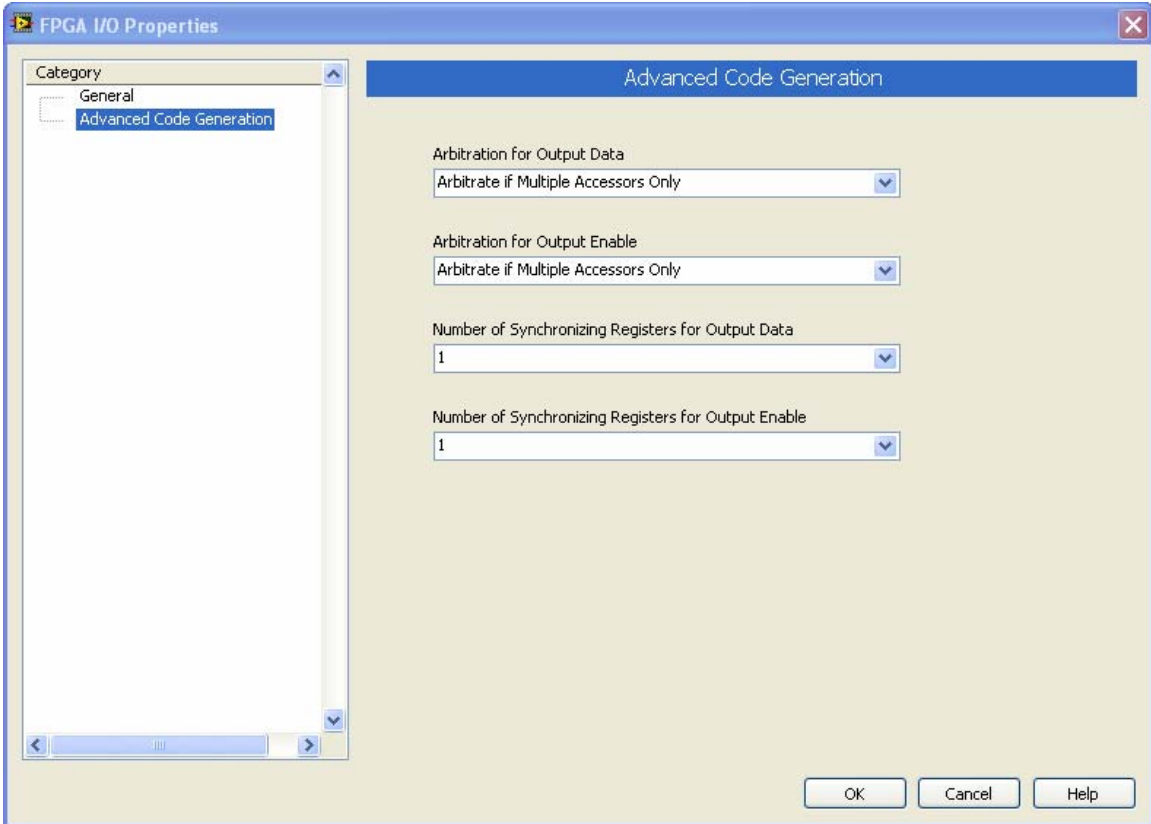 FPGA I/O Properties
Category
General
Advanced Code Generation
Advanced Code Generation
Arbitration for Output Data
Arbitrate if Multiple Accessors Only
Arbitration for Output Enable
Arbitrate if Multiple Accessors Only
Number of Synchronizing Registers for Output Data
1
Number of Synchronizing Registers for Output Enable
1
OK Cancel Help